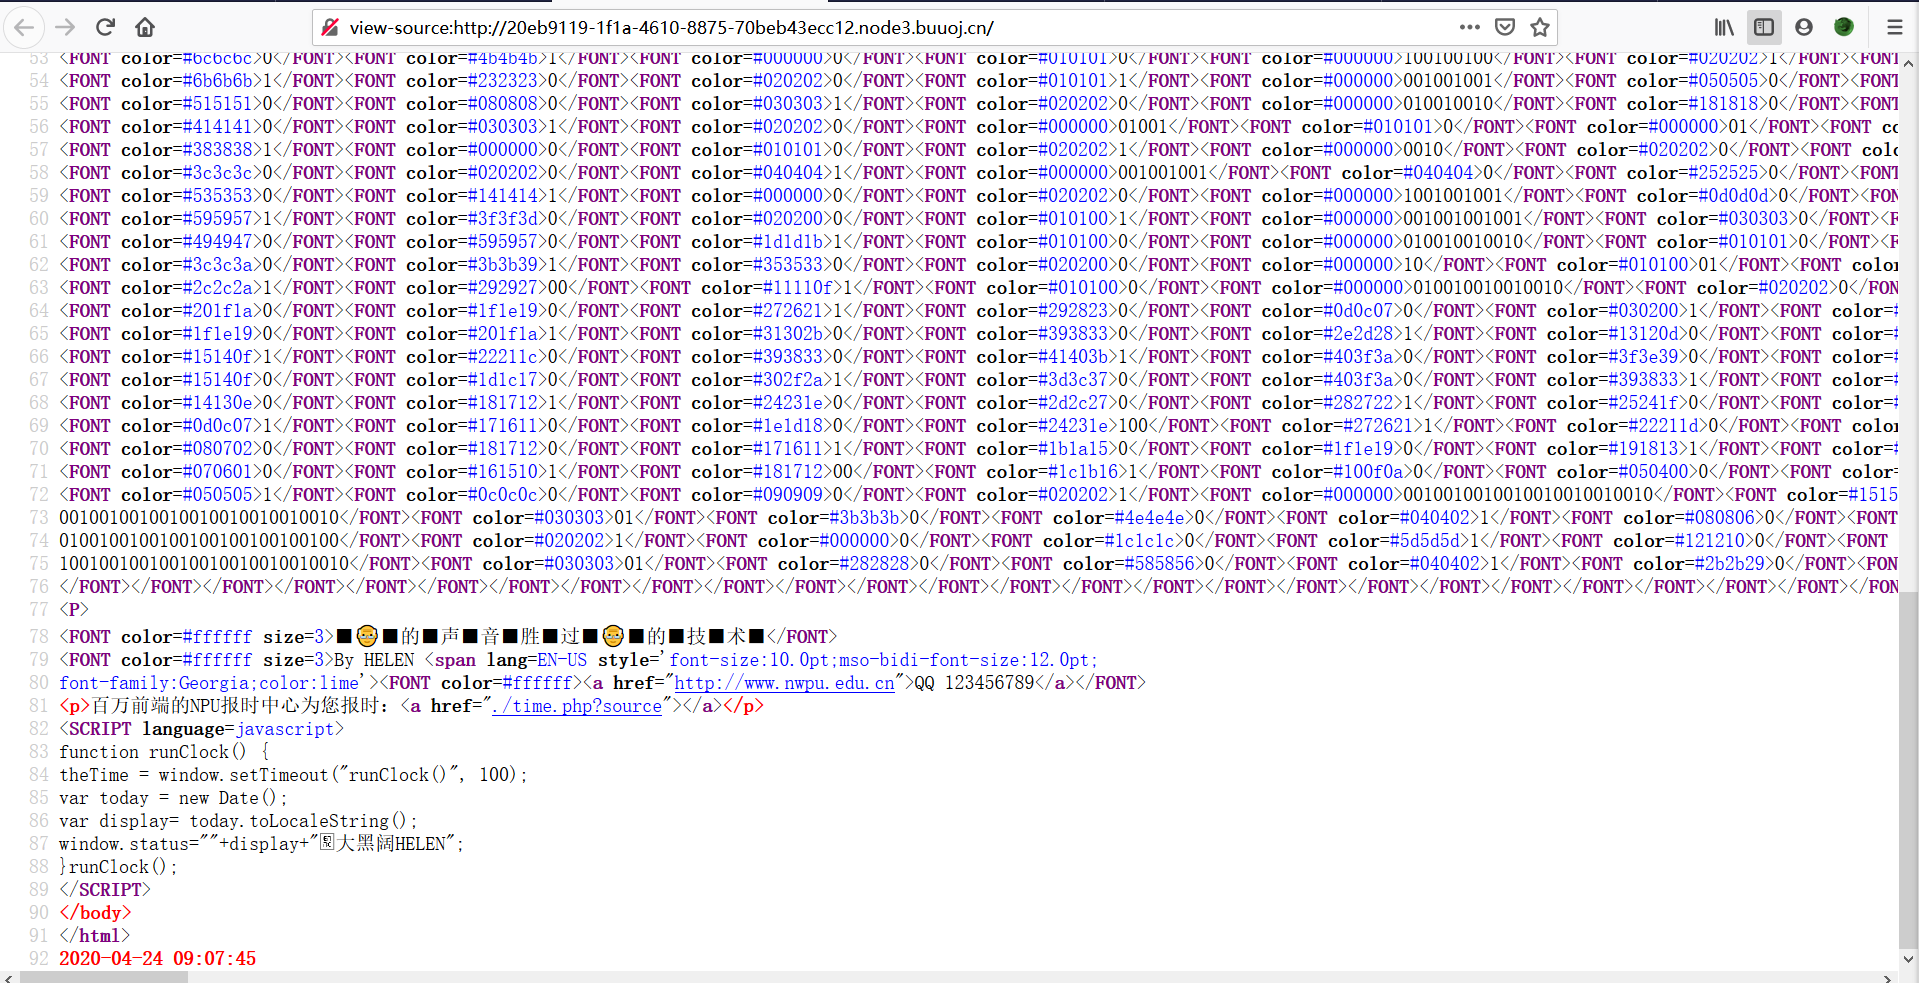 view-source:http://20eb9119-1f1a-4610-8875-70beb43ecc12.node3.buuoj.cn/
53 <FONT color=#6c6c6c>0</FONT><FONT color=#4b4b4b>1</FONT><FONT color=#000000>0</FONT><FONT color=#010101>0</FONT><FONT color=#000000>100100100</FONT><FONT color=#020202>1</FONT><FONT
54 <FONT color=#6b6b6b>1</FONT><FONT color=#232323>0</FONT><FONT color=#020202>0</FONT><FONT color=#010101>1</FONT><FONT color=#000000>001001001</FONT><FONT color=#050505>0</FONT><FONT
55 <FONT color=#515151>0</FONT><FONT color=#080808>0</FONT><FONT color=#030303>1</FONT><FONT color=#020202>0</FONT><FONT color=#000000>010010010</FONT><FONT color=#181818>0</FONT><FONT
56 <FONT color=#414141>0</FONT><FONT color=#030303>1</FONT><FONT color=#020202>0</FONT><FONT color=#000000>01001</FONT><FONT color=#010101>0</FONT><FONT color=#000000>01</FONT><FONT co
57 <FONT color=#383838>1</FONT><FONT color=#000000>0</FONT><FONT color=#010101>0</FONT><FONT color=#020202>1</FONT><FONT color=#000000>0010</FONT><FONT color=#020202>0</FONT><FONT colo
58 <FONT color=#3c3c3c>0</FONT><FONT color=#020202>0</FONT><FONT color=#040404>1</FONT><FONT color=#000000>001001001</FONT><FONT color=#040404>0</FONT><FONT color=#252525>0</FONT><FONT
59 <FONT color=#535353>0</FONT><FONT color=#141414>1</FONT><FONT color=#000000>0</FONT><FONT color=#020202>0</FONT><FONT color=#000000>1001001001</FONT><FONT color=#0d0d0d>0</FONT><FON
60 <FONT color=#595957>1</FONT><FONT color=#3f3f3d>0</FONT><FONT color=#020200>0</FONT><FONT color=#010100>1</FONT><FONT color=#000000>001001001001</FONT><FONT color=#030303>0</FONT><F
61 <FONT color=#494947>0</FONT><FONT color=#595957>0</FONT><FONT color=#1d1d1b>1</FONT><FONT color=#010100>0</FONT><FONT color=#000000>010010010010</FONT><FONT color=#010101>0</FONT><F
62 <FONT color=#3c3c3a>0</FONT><FONT color=#3b3b39>1</FONT><FONT color=#353533>0</FONT><FONT color=#020200>0</FONT><FONT color=#000000>10</FONT><FONT color=#010100>01</FONT><FONT color
63 <FONT color=#2c2c2a>1</FONT><FONT color=#292927>00</FONT><FONT color=#11110f>1</FONT><FONT color=#010100>0</FONT><FONT color=#000000>010010010010010</FONT><FONT color=#020202>0</FON
64 <FONT color=#201f1a>0</FONT><FONT color=#1f1e19>0</FONT><FONT color=#272621>1</FONT><FONT color=#292823>0</FONT><FONT color=#0d0c07>0</FONT><FONT color=#030200>1</FONT><FONT color=#
65 <FONT color=#1f1e19>0</FONT><FONT color=#201f1a>1</FONT><FONT color=#31302b>0</FONT><FONT color=#393833>0</FONT><FONT color=#2e2d28>1</FONT><FONT color=#13120d>0</FONT><FONT color=#
66 <FONT color=#15140f>1</FONT><FONT color=#22211c>0</FONT><FONT color=#393833>0</FONT><FONT color=#41403b>1</FONT><FONT color=#403f3a>0</FONT><FONT color=#3f3e39>0</FONT><FONT color=#
67 <FONT color=#15140f>0</FONT><FONT color=#1d1c17>0</FONT><FONT color=#302f2a>1</FONT><FONT color=#3d3c37>0</FONT><FONT color=#403f3a>0</FONT><FONT color=#393833>1</FONT><FONT color=#
68 <FONT color=#14130e>0</FONT><FONT color=#181712>1</FONT><FONT color=#24231e>0</FONT><FONT color=#2d2c27>0</FONT><FONT color=#282722>1</FONT><FONT color=#25241f>0</FONT><FONT color=#
69 <FONT color=#0d0c07>1</FONT><FONT color=#171611>0</FONT><FONT color=#1e1d18>0</FONT><FONT color=#24231e>100</FONT><FONT color=#272621>1</FONT><FONT color=#22211d>0</FONT><FONT color=
70 <FONT color=#080702>0</FONT><FONT color=#181712>0</FONT><FONT color=#171611>1</FONT><FONT color=#1b1a15>0</FONT><FONT color=#1f1e19>0</FONT><FONT color=#191813>1</FONT><FONT color=#
71 <FONT color=#070601>0</FONT><FONT color=#161510>1</FONT><FONT color=#181712>00</FONT><FONT color=#1c1b16>1</FONT><FONT color=#100f0a>0</FONT><FONT color=#050400>0</FONT><FONT color=
72 <FONT color=#050505>1</FONT><FONT color=#0c0c0c>0</FONT><FONT color=#090909>0</FONT><FONT color=#020202>1</FONT><FONT color=#000000>0010010010010010010010010</FONT><FONT color=#1515
73 0010010010010010010010010010</FONT><FONT color=#030303>01</FONT><FONT color=#3b3b3b>0</FONT><FONT color=#4e4e4e>0</FONT><FONT color=#040402>1</FONT><FONT color=#080806>0</FONT><FONT
74 0100100100100100100100100100</FONT><FONT color=#020202>1</FONT><FONT color=#000000>0</FONT><FONT color=#1c1c1c>0</FONT><FONT color=#5d5d5d>1</FONT><FONT color=#121210>0</FONT><FONT
75 10010010010010010010010010010</FONT><FONT color=#030303>01</FONT><FONT color=#282828>0</FONT><FONT color=#585856>0</FONT><FONT color=#040402>1</FONT><FONT color=#2b2b29>0</FONT><FON
76 </FONT></FONT></FONT></FONT></FONT></FONT></FONT></FONT></FONT></FONT></FONT></FONT></FONT></FONT></FONT></FONT></FONT></FONT></FONT></FONT></FONT></FONT></FONT></FONT></FONT></FON
77 <P>
78 <FONT color=#ffffff size=3>■👴■的■声■音■胜■过■👴■的■技■术■</FONT>
79 <FONT color=#ffffff size=3>By HELEN <span lang=EN-US style='font-size:10.0pt;mso-bidi-font-size:12.0pt;
80 font-family:Georgia;color:lime'><FONT color=#ffffff><a href="http://www.nwpu.edu.cn">QQ 123456789</a></FONT>
81 <p>百万前端的NPU报时中心为您报时：<a href="./time.php?source"></a></p>
82 <SCRIPT language=javascript>
83 function runClock() {
84 theTime = window.setTimeout("runClock()", 100);
85 var today = new Date();
86 var display= today.toLocaleString();
87 window.status=""+display+"大黑阔HELEN";
88 }runClock();
89 </SCRIPT>
90 </body>
91 </html>
92 2020-04-24 09:07:45